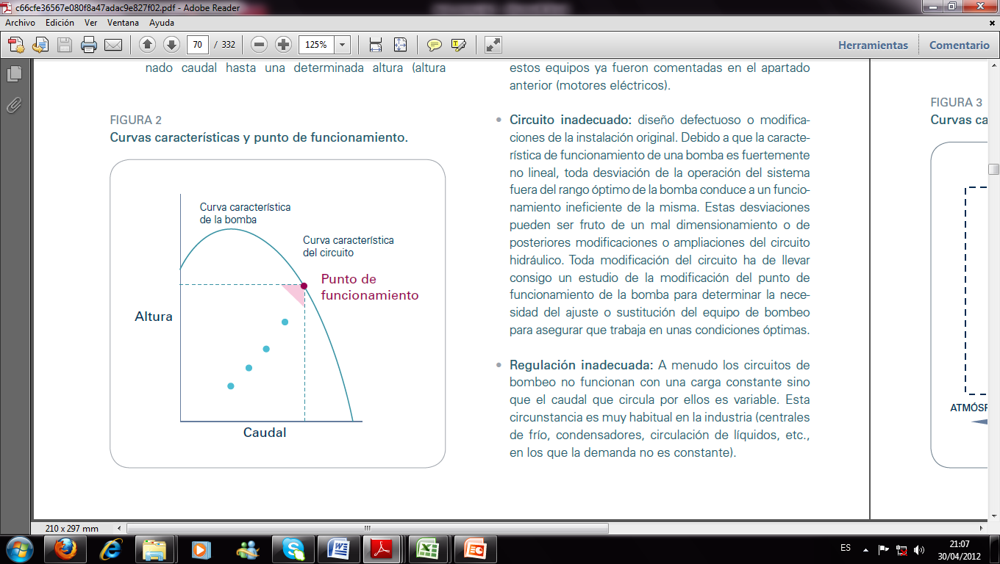 c66cfe36567e080f8a47adac9e827f02.pdf - Adobe Reader
Archivo Edición Ver Ventana Ayuda
70 / 332 125% Herramientas Comentario
nado caudal hasta una determinada altura (altura
FIGURA 2
Curvas características y punto de funcionamiento.
Curva característica
de la bomba
Curva característica
del circuito
Punto de
funcionamiento
Altura
Caudal
estos equipos ya fueron comentadas en el apartado
anterior (motores eléctricos).
• Circuito inadecuado: diseño defectuoso o modifica-
ciones de la instalación original. Debido a que la caracte-
rística de funcionamiento de una bomba es fuertemente
no lineal, toda desviación de la operación del sistema
fuera del rango óptimo de la bomba conduce a un funcio-
namiento ineficiente de la misma. Estas desviaciones
pueden ser fruto de un mal dimensionamiento o de
posteriores modificaciones o ampliaciones del circuito
hidráulico. Toda modificación del circuito ha de llevar
consigo un estudio de la modificación del punto de
funcionamiento de la bomba para determinar la nece-
sidad del ajuste o sustitución del equipo de bombeo
para asegurar que trabaja en unas condiciones óptimas.
• Regulación inadecuada: A menudo los circuitos de
bombeo no funcionan con una carga constante sino
que el caudal que circula por ellos es variable. Esta
circunstancia es muy habitual en la industria (centrales
de frío, condensadores, circulación de líquidos, etc.,
en los que la demanda no es constante).
FIGURA 3
Curvas ca
ATMÓSF
210 x 297 mm
ES
21:07
30/04/2012